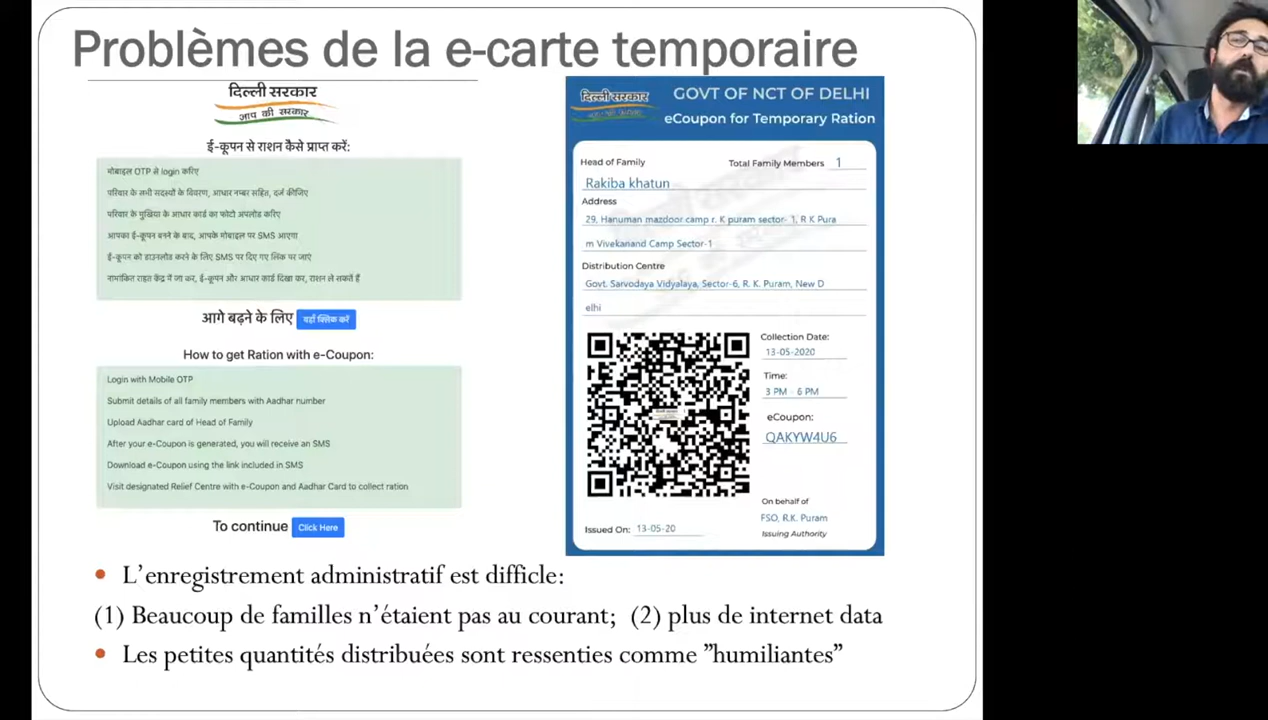 Problèmes de la e-carte temporaire
दिल्ली सरकार
आप की सरकार
ई-कूपन से राशन कैसे प्राप्त करें:
मोबाइल OTP से login करिए
परिवार के सभी सदस्यों के विवरण, आधार नम्बर सहित, दर्ज कीजिए
परिवार के मुखिया के आधार कार्ड का फोटो अपलोड करिए
आपका ई-कूपन बनने के बाद, आपके मोबाइल पर SMS आएगा
ई-कूपन को डाउनलोड करने के लिए SMS पर दिए गए लिंक पर जाएं
नामांकित राहत केंद्र में जा कर, ई-कूपन और आधार कार्ड दिखा कर, राशन ले सकते हैं
आगे बढ़ने के लिए यहाँ क्लिक करें
How to get Ration with e-Coupon:
Login with Mobile OTP
Submit details of all family members with Aadhar number
Upload Aadhar card of Head of Family
After your e-Coupon is generated, you will receive an SMS
Download e-Coupon using the link included in SMS
Visit designated Relief Centre with e-Coupon and Aadhar Card to collect ration
To continue Click Here
दिल्ली सरकार
GOVT OF NCT OF DELHI
eCoupon for Temporary Ration
Head of Family
Total Family Members 1
Rakiba khatun
Address
29, Hanuman mazdoor camp r. K puram sector- 1, R K Pura
m Vivekanand Camp Sector-1
Distribution Centre
Govt. Sarvodaya Vidyalaya, Sector-6, R. K. Puram, New D
elhi
Collection Date:
13-05-2020
Time:
3 PM - 6 PM
eCoupon:
QAKYW4U6
On behalf of
FSO, R.K. Puram
Issuing Authority
Issued On: 13-05-20
• L'enregistrement administratif est difficle:
(1) Beaucoup de familles n'étaient pas au courant; (2) plus de internet data
• Les petites quantités distribuées sont ressenties comme ”humiliantes”